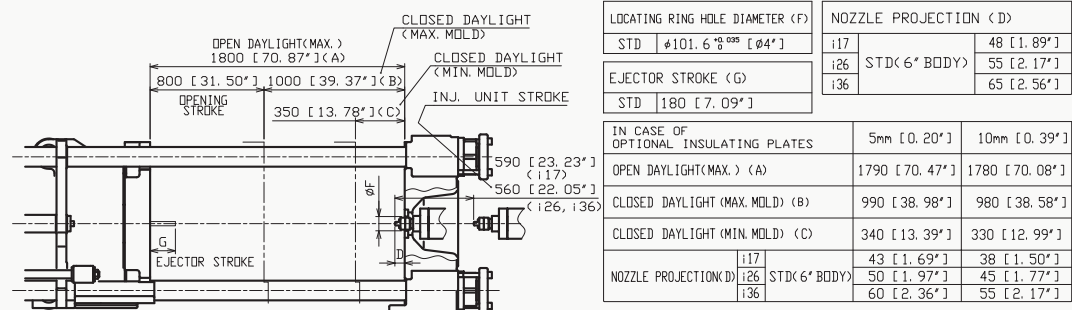 CLOSED DAYLIGHT
(MAX. MOLD)
OPEN DAYLIGHT(MAX. )
1800 [70. 87"](A)
CLOSED DAYLIGHT
(MIN. MOLD)
800 [31. 50"] 1000 [39. 37"](B)
OPENING
STROKE
INJ. UNIT STROKE
350 [13. 78"](C)
590 [23. 23"]
(i17)
560 [22. 05"]
(i26, i36)
øF
G
D
EJECTOR STROKE
LOCATING RING HOLE DIAMETER (F)
STD ø101. 6 +0.035 0 [ø4"]
EJECTOR STROKE (G)
STD 180 [7. 09"]
NOZZLE PROJECTION (D)
i17 STD(6"BODY) 48 [1. 89"]
i26 55 [2. 17"]
i36 65 [2. 56"]
IN CASE OF
OPTIONAL INSULATING PLATES 5mm [0. 20"] 10mm [0. 39"]
OPEN DAYLIGHT(MAX. ) (A) 1790 [70. 47"] 1780 [70. 08"]
CLOSED DAYLIGHT(MAX. MOLD) (B) 990 [38. 98"] 980 [38. 58"]
CLOSED DAYLIGHT(MIN. MOLD) (C) 340 [13. 39"] 330 [12. 99"]
NOZZLE PROJECTION(D) i17 STD(6"BODY) 43 [1. 69"] 38 [1. 50"]
i26 50 [1. 97"] 45 [1. 77"]
i36 60 [2. 36"] 55 [2. 17"]